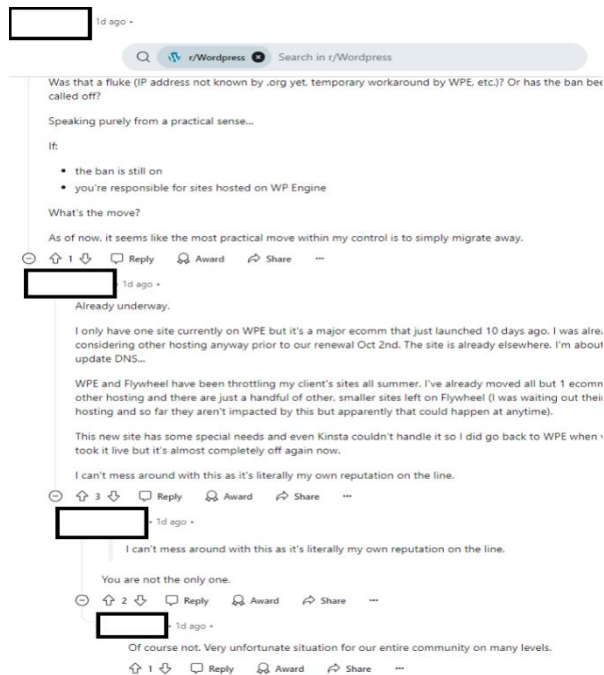 1d ago •
r/Wordpress Search in r/Wordpress
Was that a fluke (IP address not known by .org yet, temporary workaround by WPE, etc.)? Or has the ban bee
called off?
Speaking purely from a practical sense...
If:
• the ban is still on
• you're responsible for sites hosted on WP Engine
What's the move?
As of now, it seems like the most practical move within my control is to simply migrate away.
1 Reply Award Share ...
• 1d ago •
Already underway.
I only have one site currently on WPE but it's a major ecomm that just launched 10 days ago. I was alre
considering other hosting anyway prior to our renewal Oct 2nd. The site is already elsewhere. I'm about
update DNS...
WPE and Flywheel have been throttling my client's sites all summer. I've already moved all but 1 ecomm
other hosting and there are just a handful of other, smaller sites left on Flywheel (I was waiting out thei
hosting and so far they aren't impacted by this but apparently that could happen at anytime).
This new site has some special needs and even Kinsta couldn't handle it so I did go back to WPE when
took it live but it's almost completely off again now.
I can't mess around with this as it's literally my own reputation on the line.
3 Reply Award Share ...
• 1d ago •
I can't mess around with this as it's literally my own reputation on the line.
You are not the only one.
2 Reply Award Share ...
• 1d ago •
Of course not. Very unfortunate situation for our entire community on many levels.
1 Reply Award Share ...